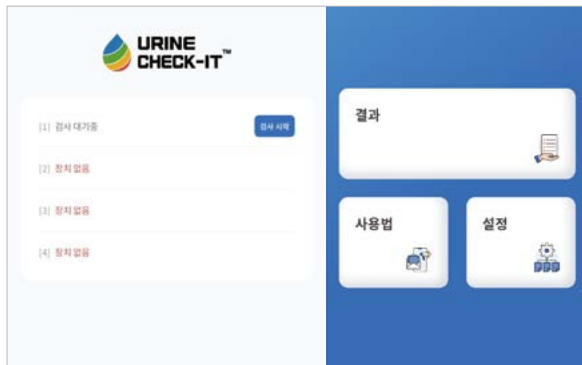 URINE
CHECK-IT™
[1] 검사 대기중
검사 시작
[2] 장치 없음
[3] 장치 없음
[4] 장치 없음
결과
사용법
설정